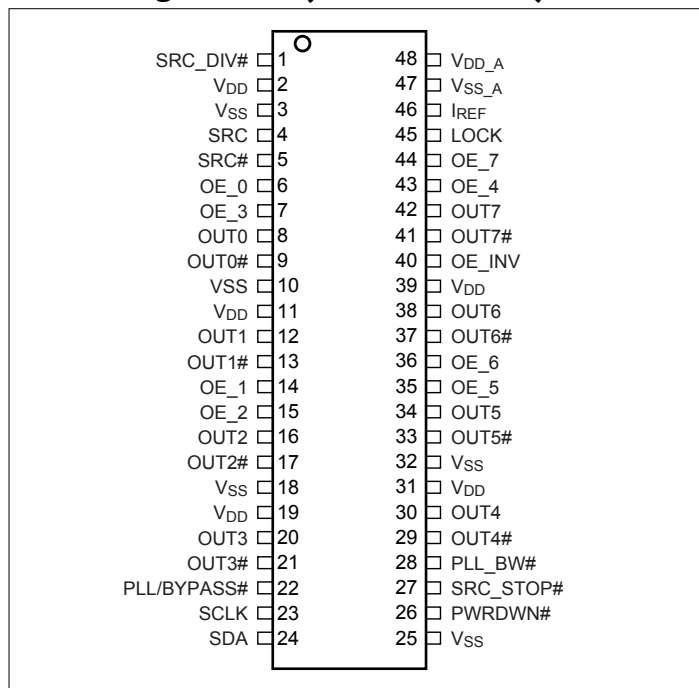 SRC_DIV# 1 48 VDD_A
VDD 2 47 VSS_A
VSS 3 46 IREF
SRC 4 45 LOCK
SRC# 5 44 OE_7
OE_0 6 43 OE_4
OE_3 7 42 OUT7
OUT0 8 41 OUT7#
OUT0# 9 40 OE_INV
VSS 10 39 VDD
VDD 11 38 OUT6
OUT1 12 37 OUT6#
OUT1# 13 36 OE_6
OE_1 14 35 OE_5
OE_2 15 34 OUT5
OUT2 16 33 OUT5#
OUT2# 17 32 VSS
VSS 18 31 VDD
VDD 19 30 OUT4
OUT3 20 29 OUT4#
OUT3# 21 28 PLL_BW#
PLL/BYPASS# 22 27 SRC_STOP#
SCLK 23 26 PWRDWN#
SDA 24 25 VSS